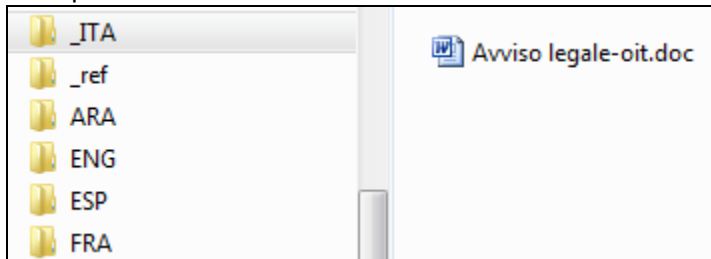 _ITA
_ref
ARA
ENG
ESP
FRA
Avviso legale-oit.doc